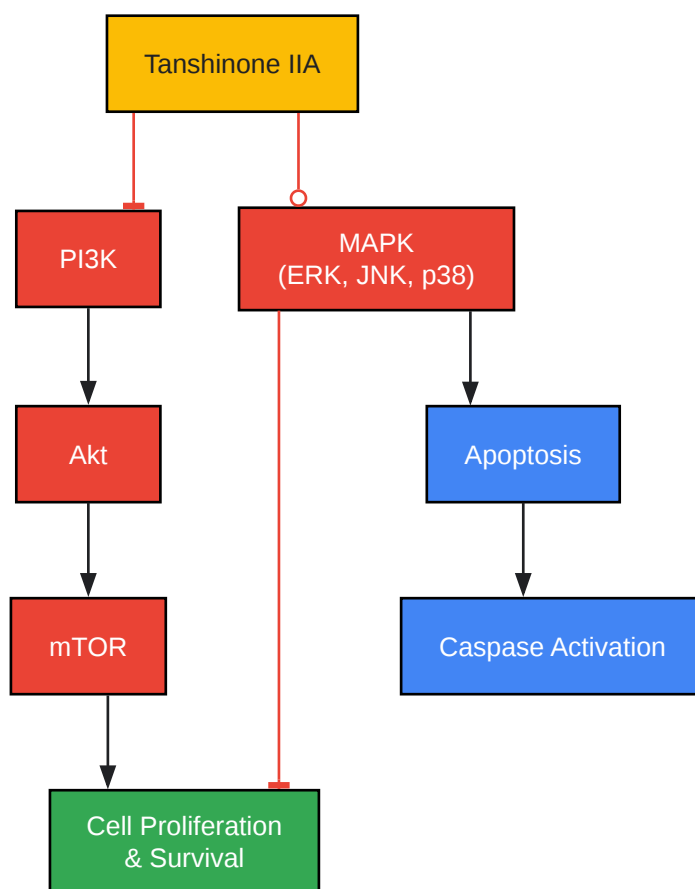 Tanshinone IIA
PI3K
MAPK
(ERK, JNK, p38)
Akt
Apoptosis
mTOR
Caspase Activation
Cell Proliferation
& Survival